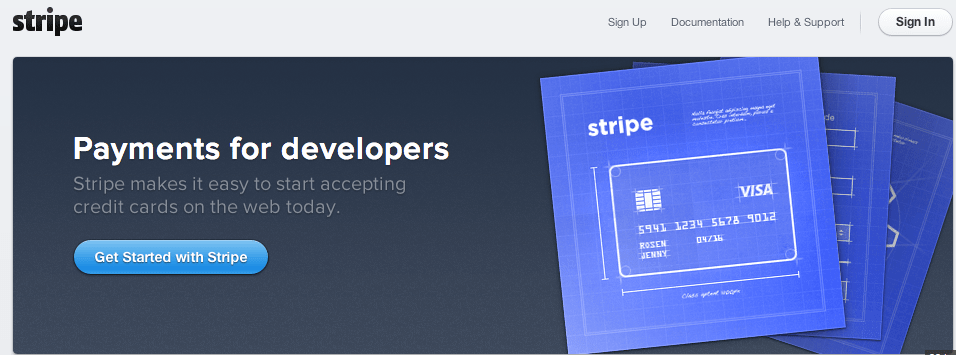 stripe
Sign Up
Documentation
Help & Support
Sign In
Payments for developers
Stripe makes it easy to start accepting
credit cards on the web today.
Get Started with Stripe
stripe
VISA
5941 1234 5678 9012
ROSEN
04/16
JENNY